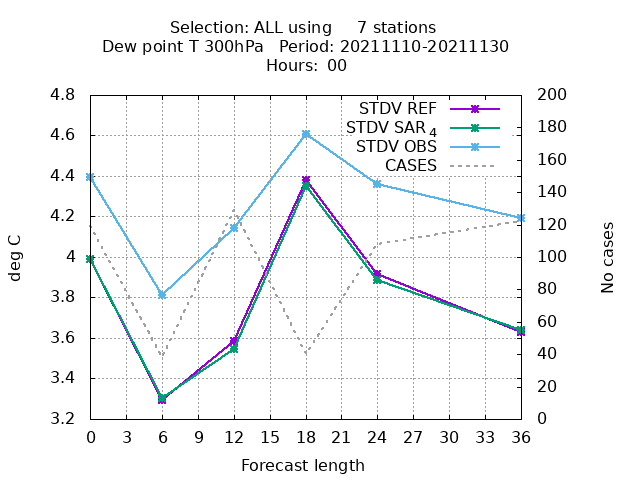 Selection: ALL using     7 stations
Dew point T 300hPa   Period: 20211110-20211130
Hours:  00
STDV REF
STDV SAR4
STDV OBS
CASES
4.8
4.6
4.4
4.2
4
3.8
3.6
3.4
3.2
deg C
200
180
160
140
120
100
80
60
40
20
0
No cases
0 3 6 9 12 15 18 21 24 27 30 33 36
Forecast length